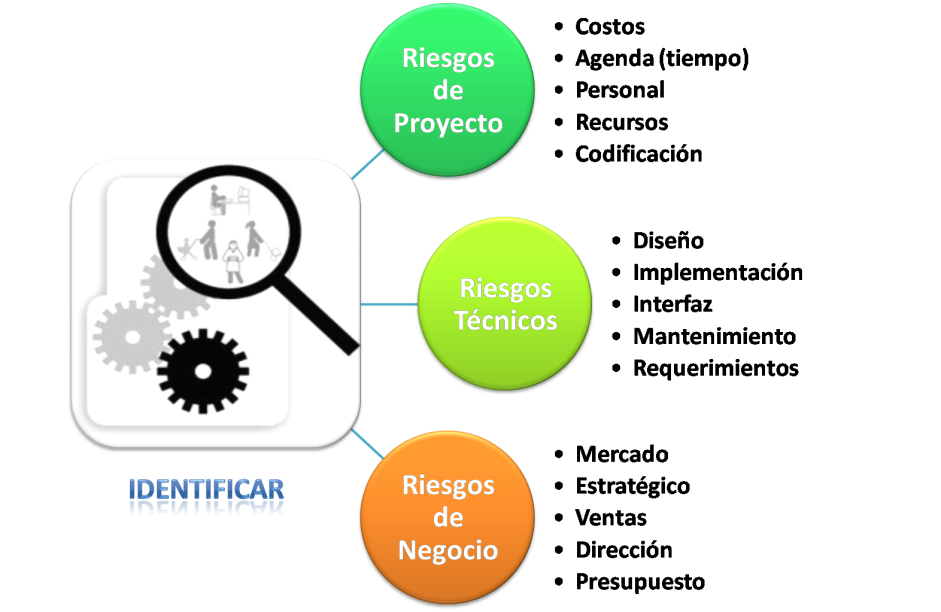 Riesgos
de
Proyecto
• Costos
• Agenda (tiempo)
• Personal
• Recursos
• Codificación
Riesgos
Técnicos
• Diseño
• Implementación
• Interfaz
• Mantenimiento
• Requerimientos
IDENTIFICAR
Riesgos
de
Negocio
• Mercado
• Estratégico
• Ventas
• Dirección
• Presupuesto